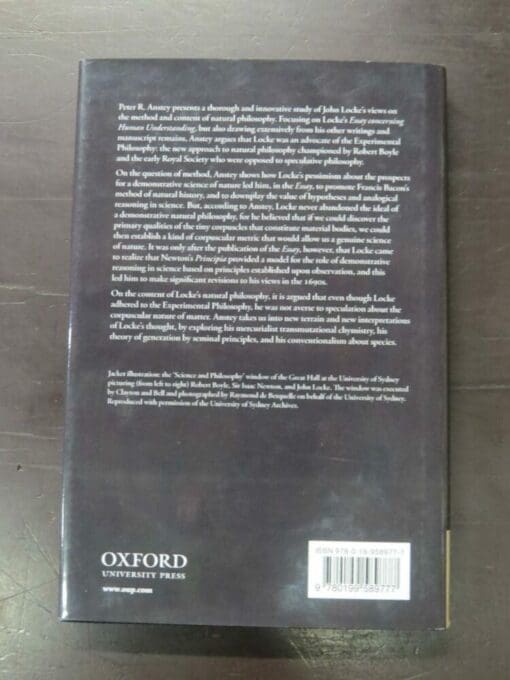 Peter R. Anstey presents a thorough and innovative study of John Locke's views on
the method and content of natural philosophy. Focusing on Locke's Essay concerning
Human Understanding, but also drawing extensively from his other writings and
manuscript remains, Anstey argues that Locke was an advocate of the Experimental
Philosophy: the new approach to natural philosophy championed by Robert Boyle
and the early Royal Society who were opposed to speculative philosophy.
On the question of method, Anstey shows how Locke's pessimism about the prospects
for a demonstrative science of nature led him, in the Essay, to promote Francis Bacon's
method of natural history, and to downplay the value of hypotheses and analogical
reasoning in science. But, according to Anstey, Locke never abandoned the ideal of
a demonstrative natural philosophy, for he believed that if we could discover the
primary qualities of the tiny corpuscles that constitute material bodies, we could
then establish a kind of corpuscular metric that would allow us a genuine science
of nature. It was only after the publication of the Essay, however, that Locke came
to realize that Newton's Principia provided a model for the role of demonstrative
reasoning in science based on principles established upon observation, and this
led him to make significant revisions to his views in the 1690s.
On the content of Locke's natural philosophy, it is argued that even though Locke
adhered to the Experimental Philosophy, he was not averse to speculation about the
corpuscular nature of matter. Anstey takes us into new terrain and new interpretations
of Locke's thought, by exploring his mercurialist transmutational chymistry, his
theory of generation by seminal principles, and his conventionalism about species.
Jacket illustration: the 'Science and Philosophy' window of the Great Hall at the University of Sydney
picturing (from left to right) Robert Boyle, Sir Isaac Newton, and John Locke. The window was executed
by Clayton and Bell and photographed by Raymond de Berquelle on behalf of the University of Sydney.
Reproduced with permission of the University of Sydney Archives.
ISBN 978-0-19-958977-7
OXFORD
UNIVERSITY PRESS
www.oup.com
9 780199 589777